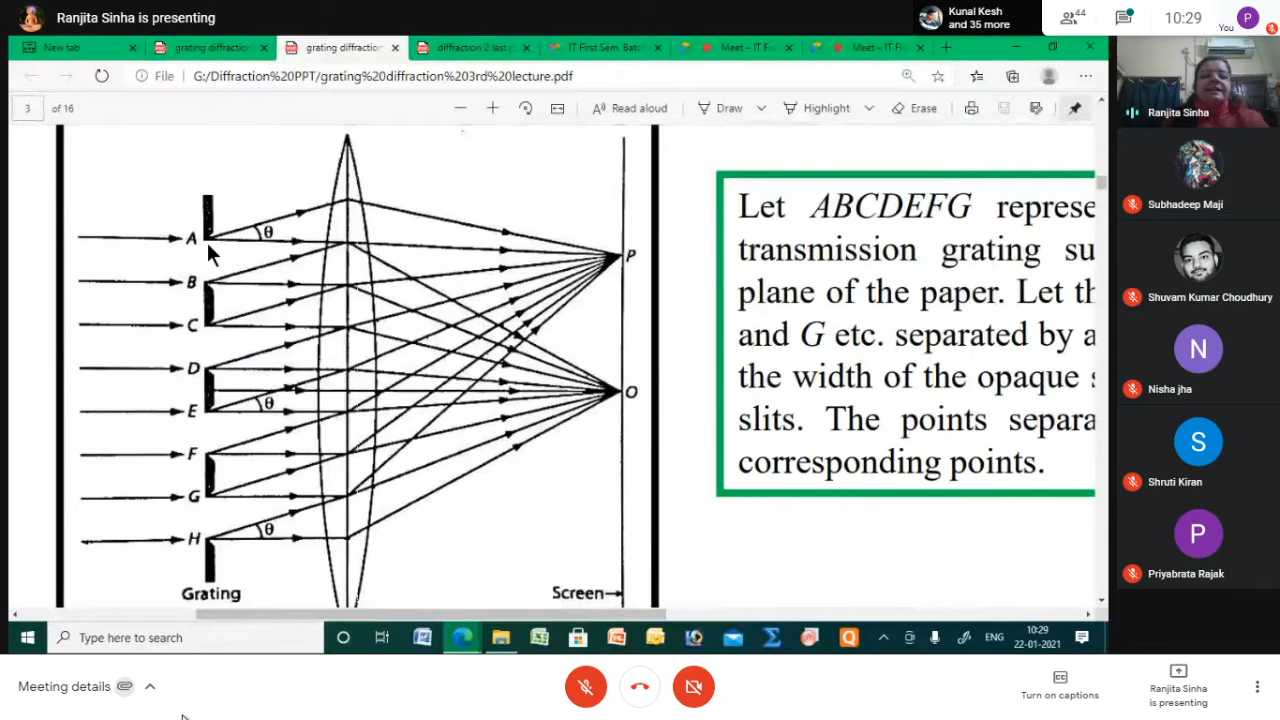 Ranjita Sinha is presenting
Kunal Kesh
and 35 more
44
10:29
You
P
New tab
grating diffraction
grating diffraction
diffraction 2 last
IT First Sem. Batc
Meet – IT Fi
Meet – IT Fi
File
G:/Diffraction%20PPT/grating%20diffraction%203rd%20lecture.pdf
3
of 16
Read aloud
Draw
Highlight
Erase
A
θ
B
C
D
E
θ
F
G
H
θ
P
O
Grating
Screen
Let ABCDEFG represe
transmission grating su
plane of the paper. Let th
and G etc. separated by a
the width of the opaque s
slits. The points separa
corresponding points.
Ranjita Sinha
Subhadeep Maji
Shuvam Kumar Choudhury
N
Nisha jha
S
Shruti Kiran
P
Priyabrata Rajak
Type here to search
ENG
10:29
22-01-2021
Meeting details
Turn on captions
Ranjita Sinha
is presenting